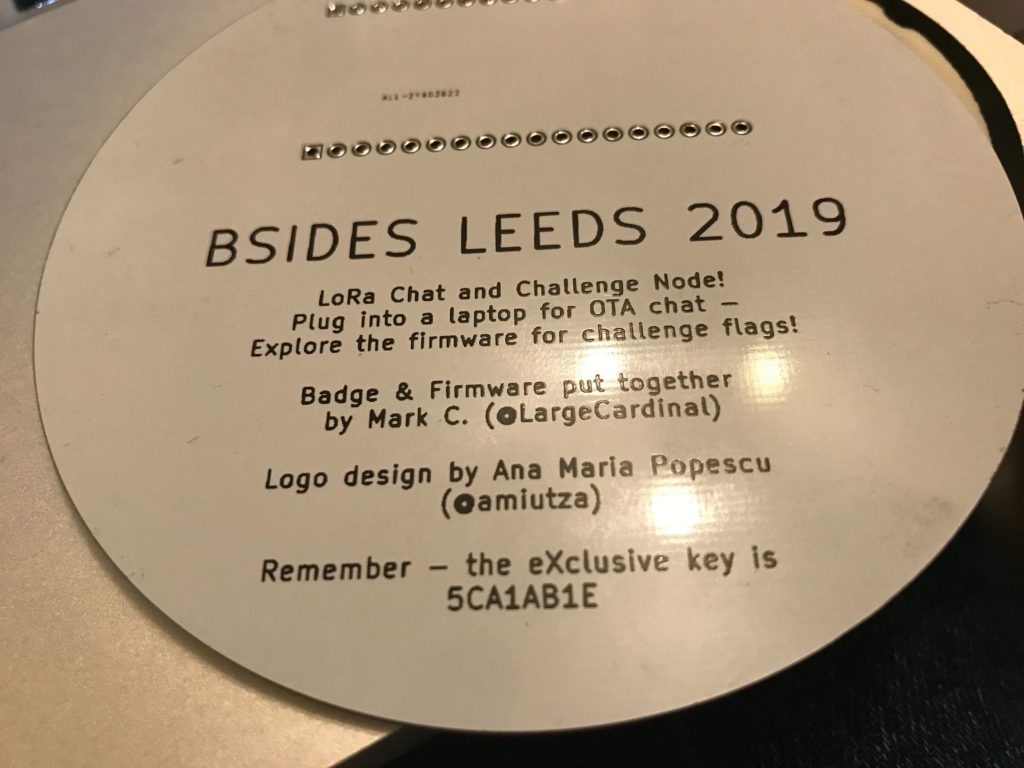 BSIDES LEEDS 2019
LoRa Chat and Challenge Node!
Plug into a laptop for OTA chat –
Explore the firmware for challenge flags!
Badge & Firmware put together
by Mark C. (@LargeCardinal)
Logo design by Ana Maria Popescu
(@amiutza)
Remember – the eXclusive key is
5CA1AB1E